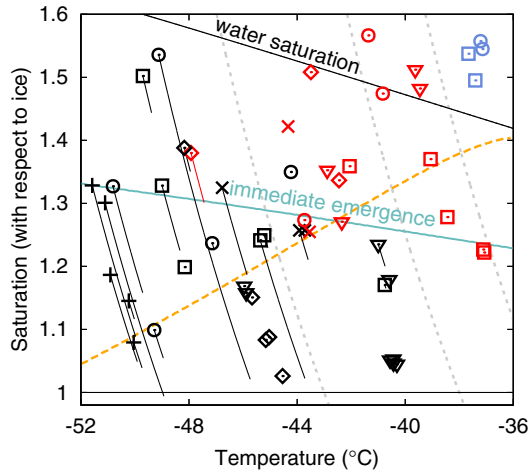 1.6
1.5
1.4
1.3
1.2
1.1
1
Saturation (with respect to ice)
water saturation
immediate emergence
-52 -48 -44 -40 -36
Temperature (°C)